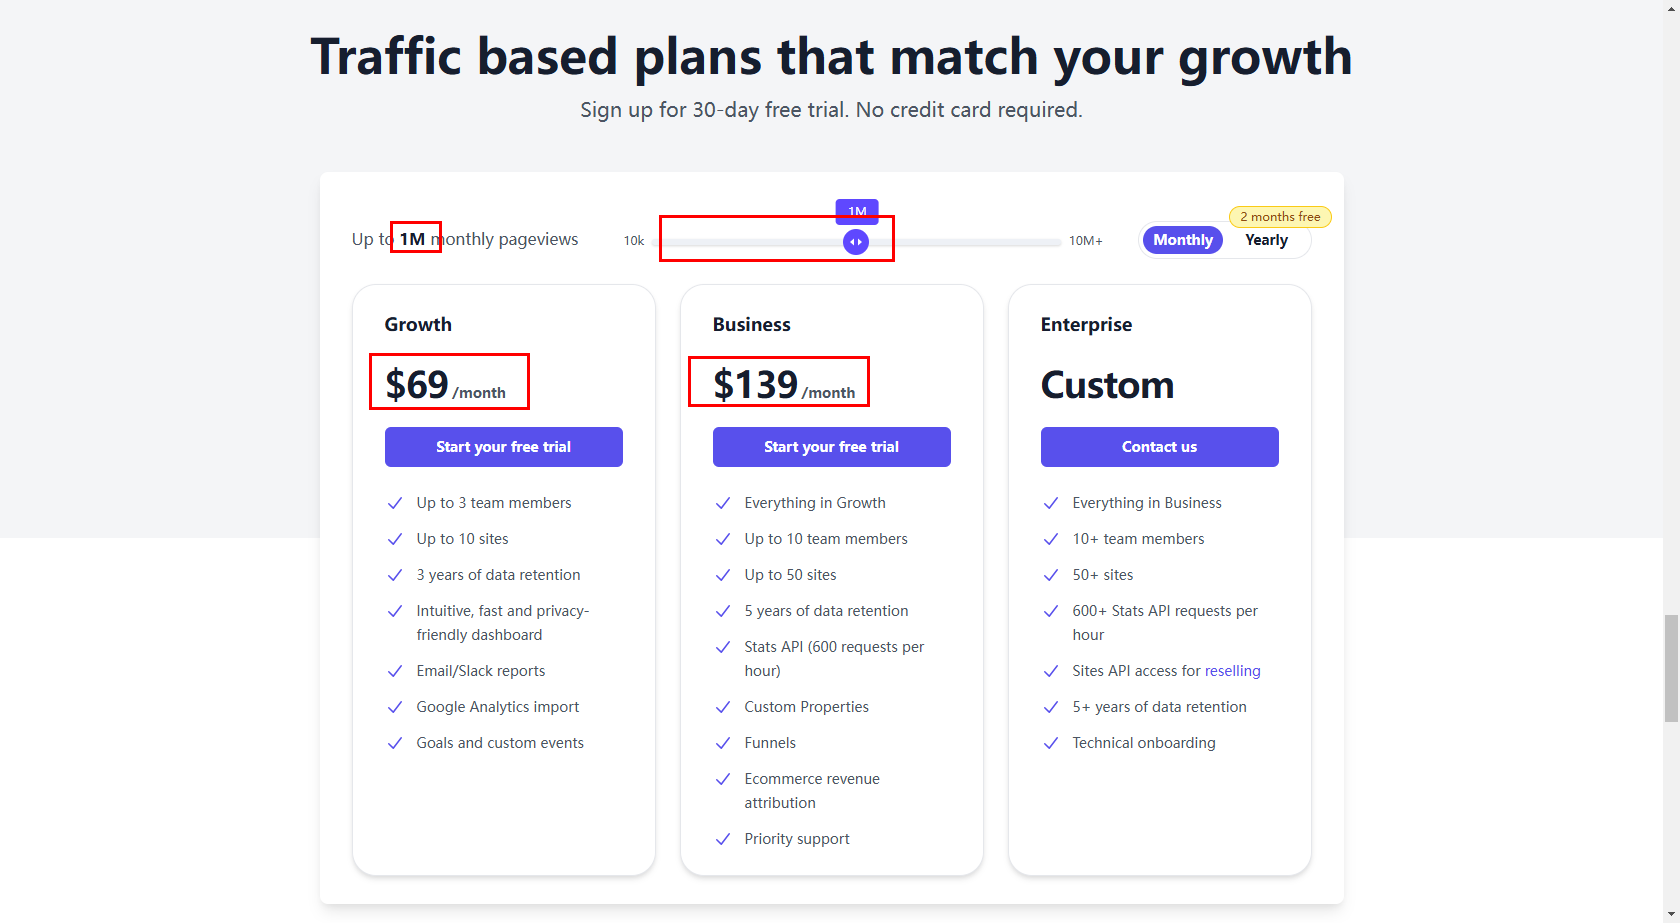 Traffic based plans that match your growth
Sign up for 30-day free trial. No credit card required.
1M
2 months free
Up to 1M monthly pageviews
10k
10M+
Monthly
Yearly
Growth
$69 /month
Start your free trial
Up to 3 team members
Up to 10 sites
3 years of data retention
Intuitive, fast and privacy-
friendly dashboard
Email/Slack reports
Google Analytics import
Goals and custom events
Business
$139 /month
Start your free trial
Everything in Growth
Up to 10 team members
Up to 50 sites
5 years of data retention
Stats API (600 requests per
hour)
Custom Properties
Funnels
Ecommerce revenue
attribution
Priority support
Enterprise
Custom
Contact us
Everything in Business
10+ team members
50+ sites
600+ Stats API requests per
hour
Sites API access for reselling
5+ years of data retention
Technical onboarding